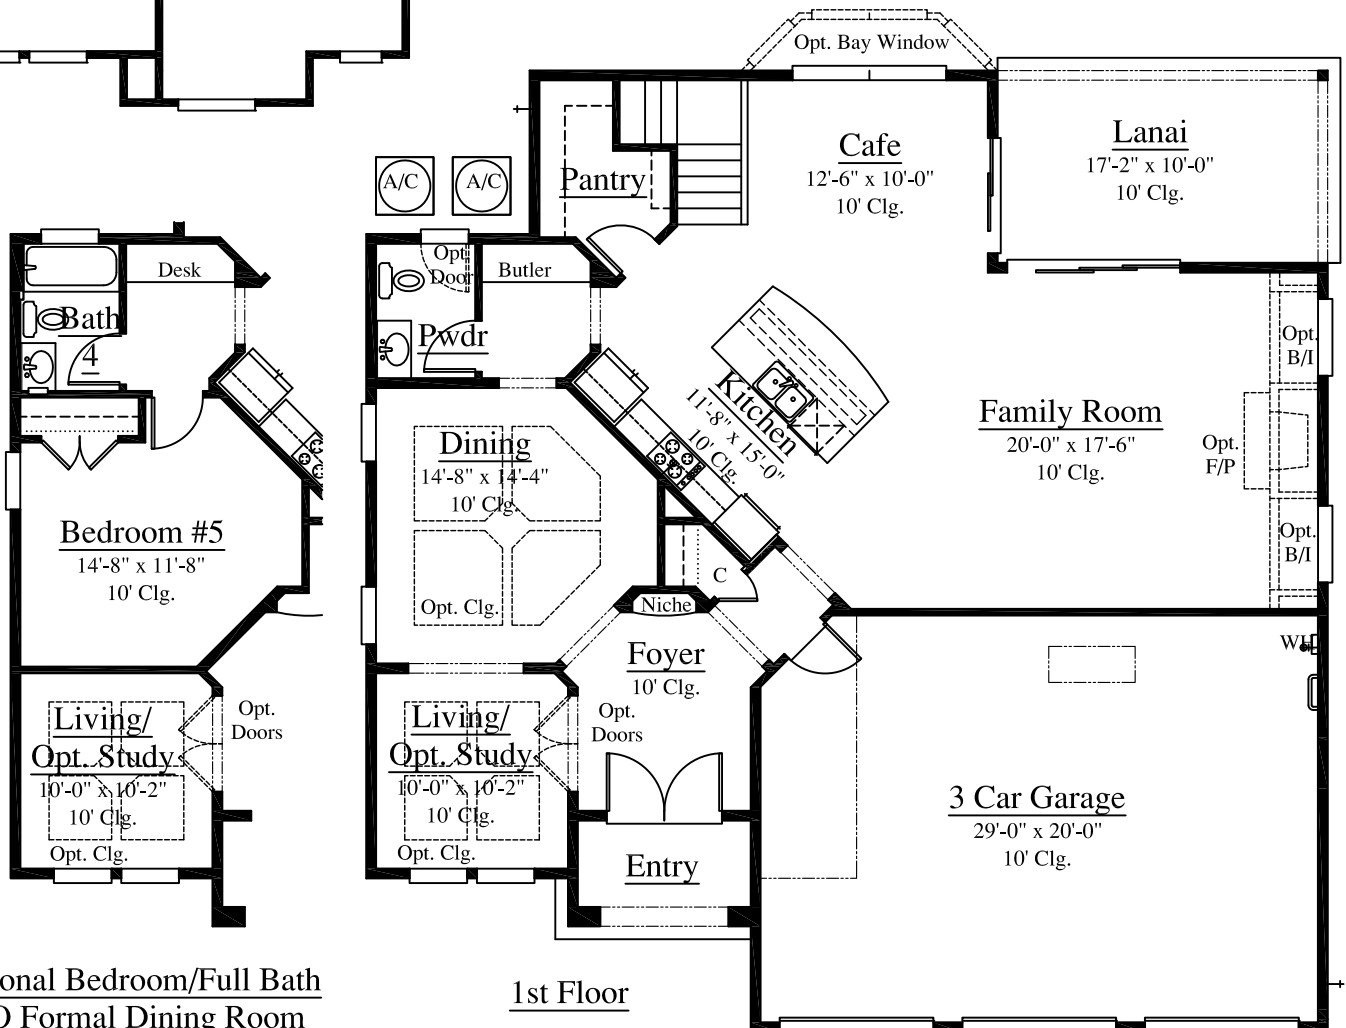 Opt. Bay Window
Cafe
12'-6" x 10'-0"
10' Clg.
Lanai
17'-2" x 10'-0"
10' Clg.
A/C
A/C
Pantry
Opt.
Door
Butler
Pwdr
Desk
Bath
4
Kitchen
11'-8" x 15'-0"
10' Clg.
Family Room
20'-0" x 17'-6"
10' Clg.
Opt.
B/I
Opt.
F/P
Opt.
B/I
Dining
14'-8" x 14'-4"
10' Clg.
Opt. Clg.
Bedroom #5
14'-8" x 11'-8"
10' Clg.
C
Niche
Foyer
10' Clg.
WH
Living/
Opt. Study
10'-0" x 10'-2"
10' Clg.
Opt. Clg.
Opt.
Doors
Living/
Opt. Study
10'-0" x 10'-2"
10' Clg.
Opt. Clg.
Opt.
Doors
3 Car Garage
29'-0" x 20'-0"
10' Clg.
Entry
onal Bedroom/Full Bath
Formal Dining Room
1st Floor